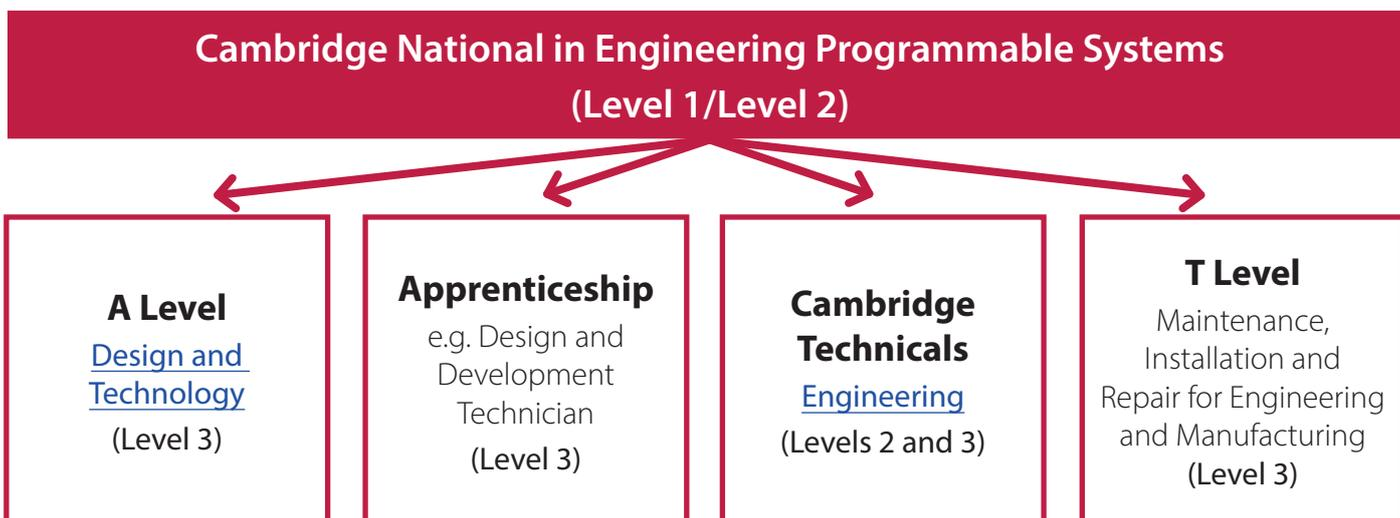 Cambridge National in Engineering Programmable Systems
(Level 1/Level 2)
A Level
Design and
Technology
(Level 3)
Apprenticeship
e.g. Design and
Development
Technician
(Level 3)
Cambridge
Technicals
Engineering
(Levels 2 and 3)
T Level
Maintenance,
Installation and
Repair for Engineering
and Manufacturing
(Level 3)